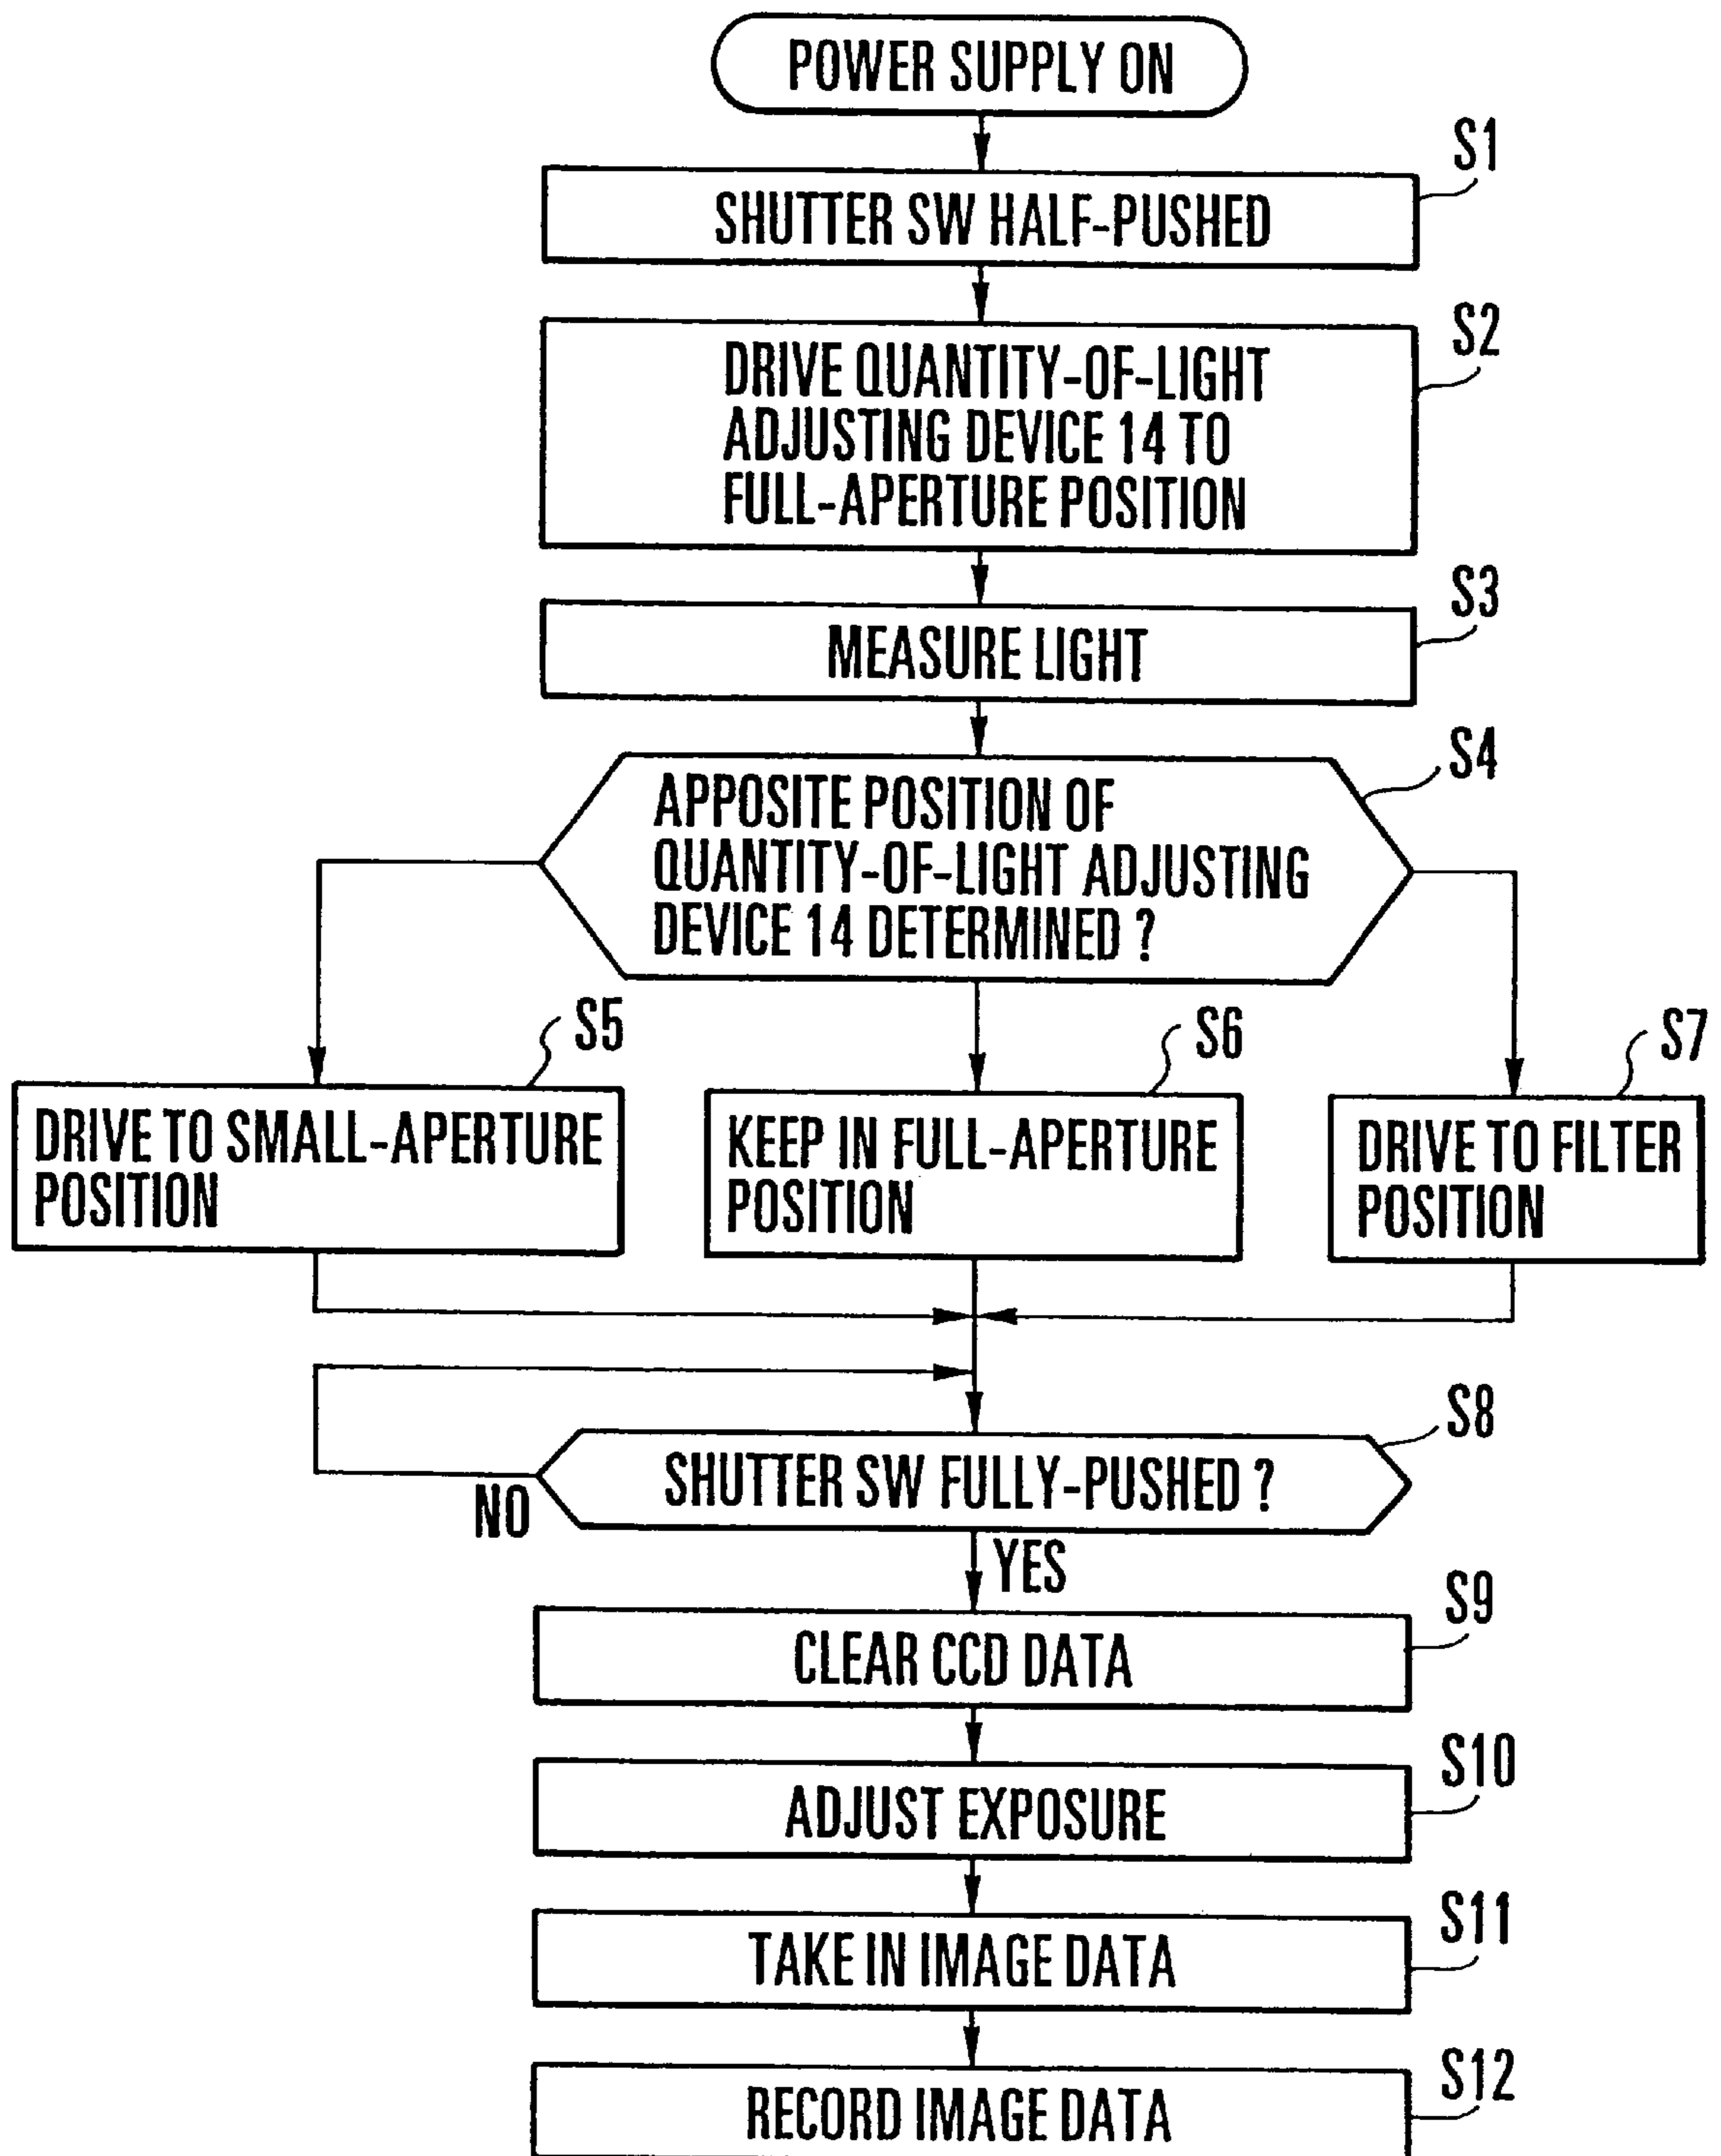 POWER SUPPLY ON
S1
SHUTTER SW HALF-PUSHED
S2
DRIVE QUANTITY-OF-LIGHT
ADJUSTING DEVICE 14 TO
FULL-APERTURE POSITION
S3
MEASURE LIGHT
S4
APPOSITE POSITION OF
QUANTITY-OF-LIGHT ADJUSTING
DEVICE 14 DETERMINED ?
S5
DRIVE TO SMALL-APERTURE
POSITION
S6
KEEP IN FULL-APERTURE
POSITION
S7
DRIVE TO FILTER
POSITION
S8
SHUTTER SW FULLY-PUSHED ?
NO
YES
S9
CLEAR CCD DATA
S10
ADJUST EXPOSURE
S11
TAKE IN IMAGE DATA
S12
RECORD IMAGE DATA